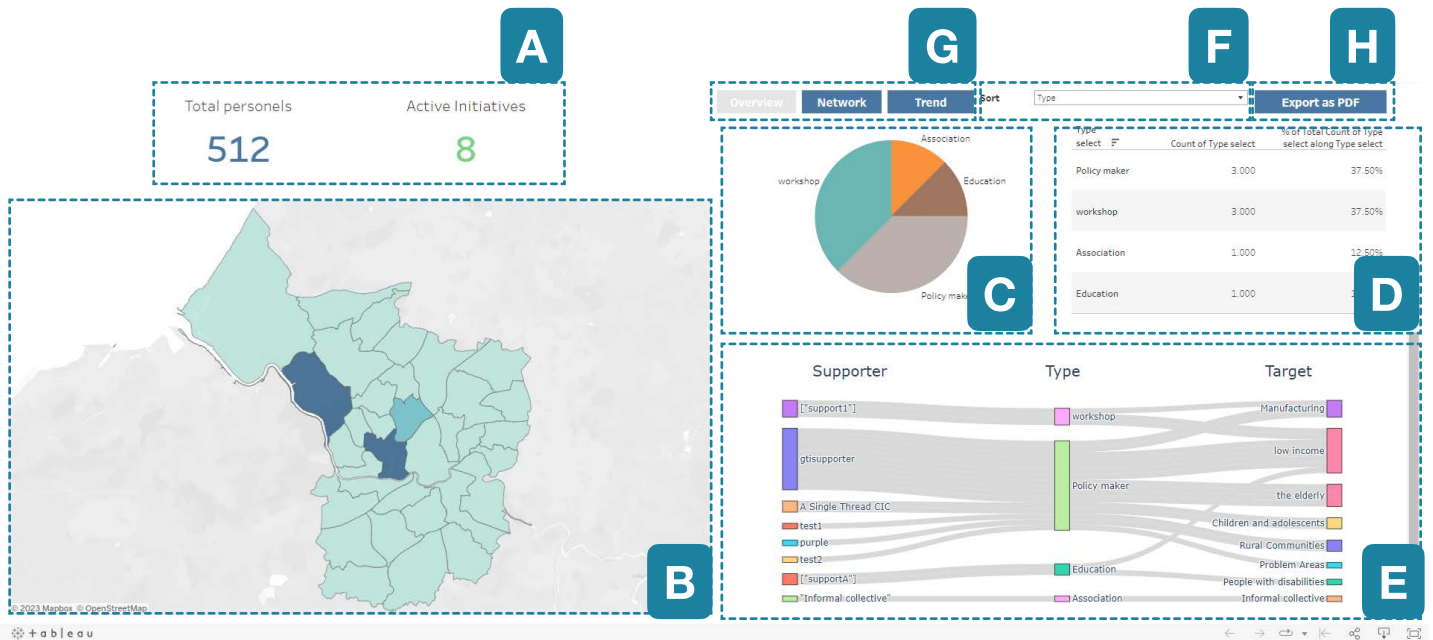 A
G
F
H
Total personels
Active Initiatives
512
8
Overview
Network
Trend
Sort
Type
Export as PDF
Association
workshop
Education
Policy
C
Type
select
Count of Type select
% of Total Count of Type
select along Type select
Policy maker 3.000 37.50%
workshop 3.000 37.50%
Association 1.000 12.50%
Education 1.000
D
Supporter
Type
Target
["support1"]
gtisupporter
A Single Thread CIC
test1
purple
test2
["supportA"]
"Informal collective"
workshop
Policy maker
Education
Association
Manufacturing
low income
the elderly
Children and adolescents
Rural Communities
Problem Areas
People with disabilities
Informal collective
E
B
© 2023 Mapbox © OpenStreetMap
+ableau